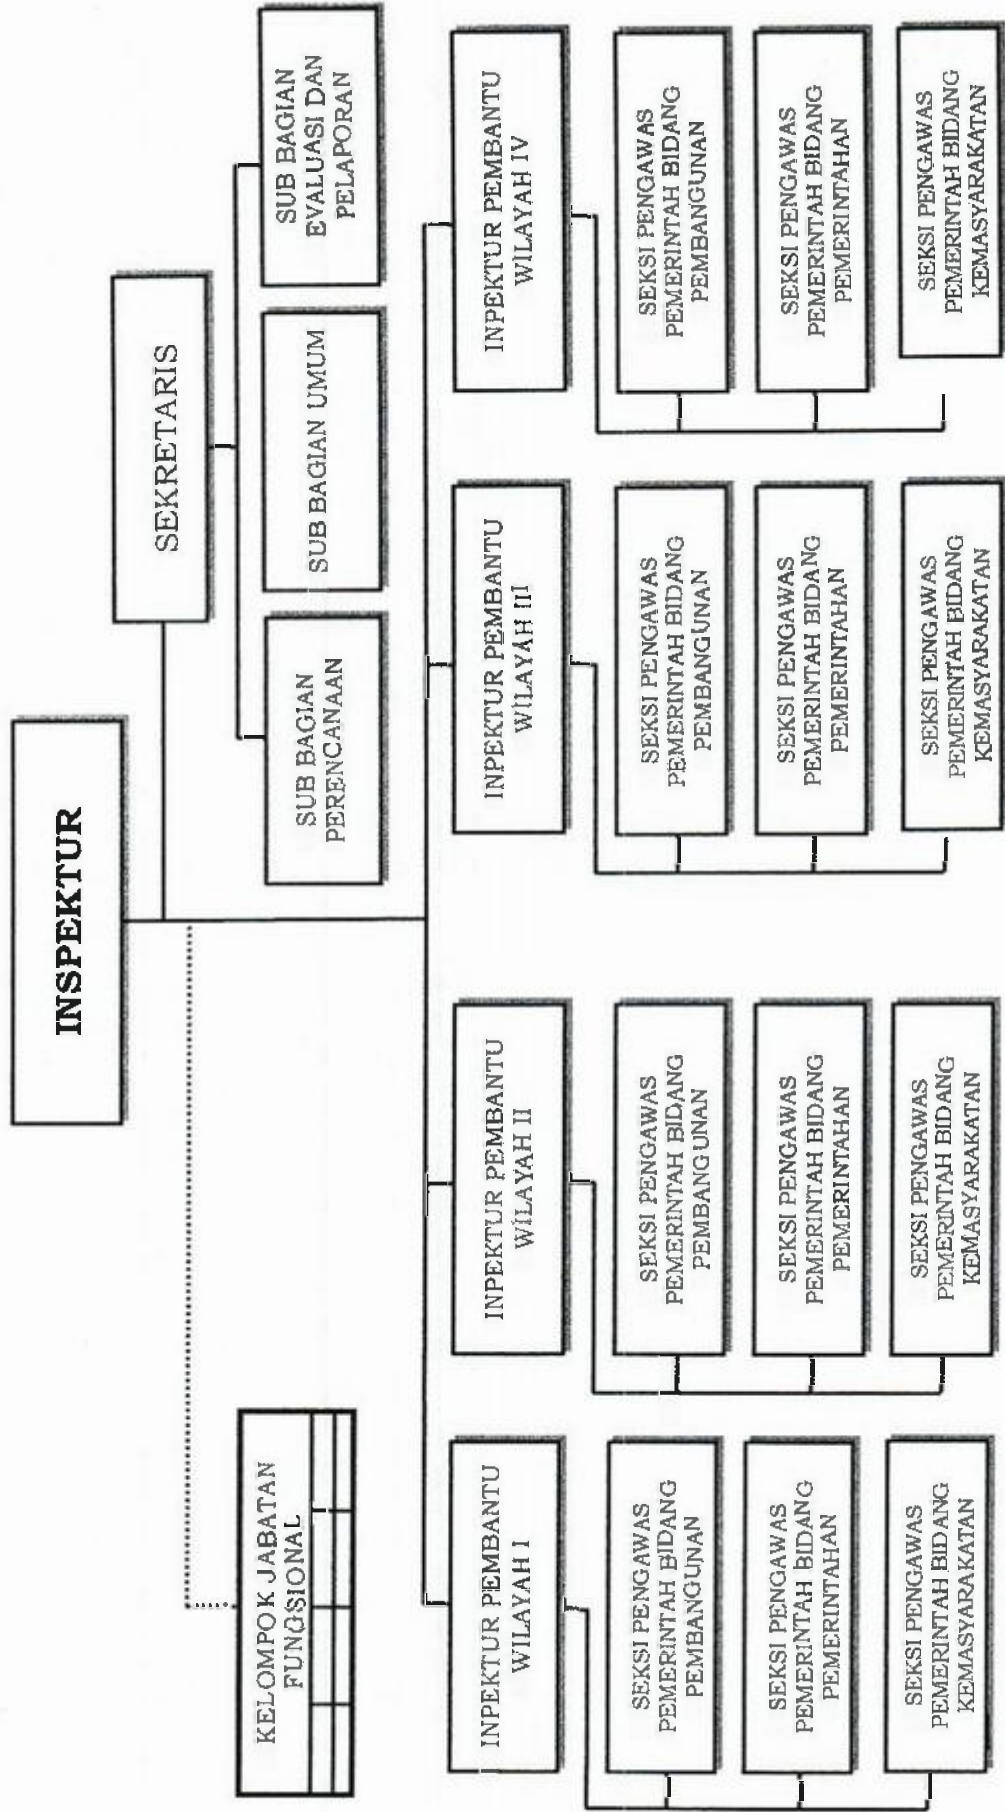 INSPEKTUR
SEKRETARIS
KELOMPOK JABATAN
FUNGSIONAL
SUB BAGIAN
PERENCANAAN
SUB BAGIAN UMUM
SUB BAGIAN
EVALUASI DAN
PELAPORAN
INPEKTUR PEMBANTU
WILAYAH I
INPEKTUR PEMBANTU
WILAYAH II
INPEKTUR PEMBANTU
WILAYAH III
INPEKTUR PEMBANTU
WILAYAH IV
SEKSI PENGAWAS
PEMERINTAH BIDANG
PEMBANGUNAN
SEKSI PENGAWAS
PEMERINTAH BIDANG
PEMBANGUNAN
SEKSI PENGAWAS
PEMERINTAH BIDANG
PEMBANGUNAN
SEKSI PENGAWAS
PEMERINTAH BIDANG
PEMBANGUNAN
SEKSI PENGAWAS
PEMERINTAH BIDANG
PEMERINTAHAN
SEKSI PENGAWAS
PEMERINTAH BIDANG
PEMERINTAHAN
SEKSI PENGAWAS
PEMERINTAH BIDANG
PEMERINTAHAN
SEKSI PENGAWAS
PEMERINTAH BIDANG
PEMERINTAHAN
SEKSI PENGAWAS
PEMERINTAH BIDANG
KEMASYARAKATAN
SEKSI PENGAWAS
PEMERINTAH BIDANG
KEMASYARAKATAN
SEKSI PENGAWAS
PEMERINTAH BIDANG
KEMASYARAKATAN
SEKSI PENGAWAS
PEMERINTAH BIDANG
KEMASYARAKATAN